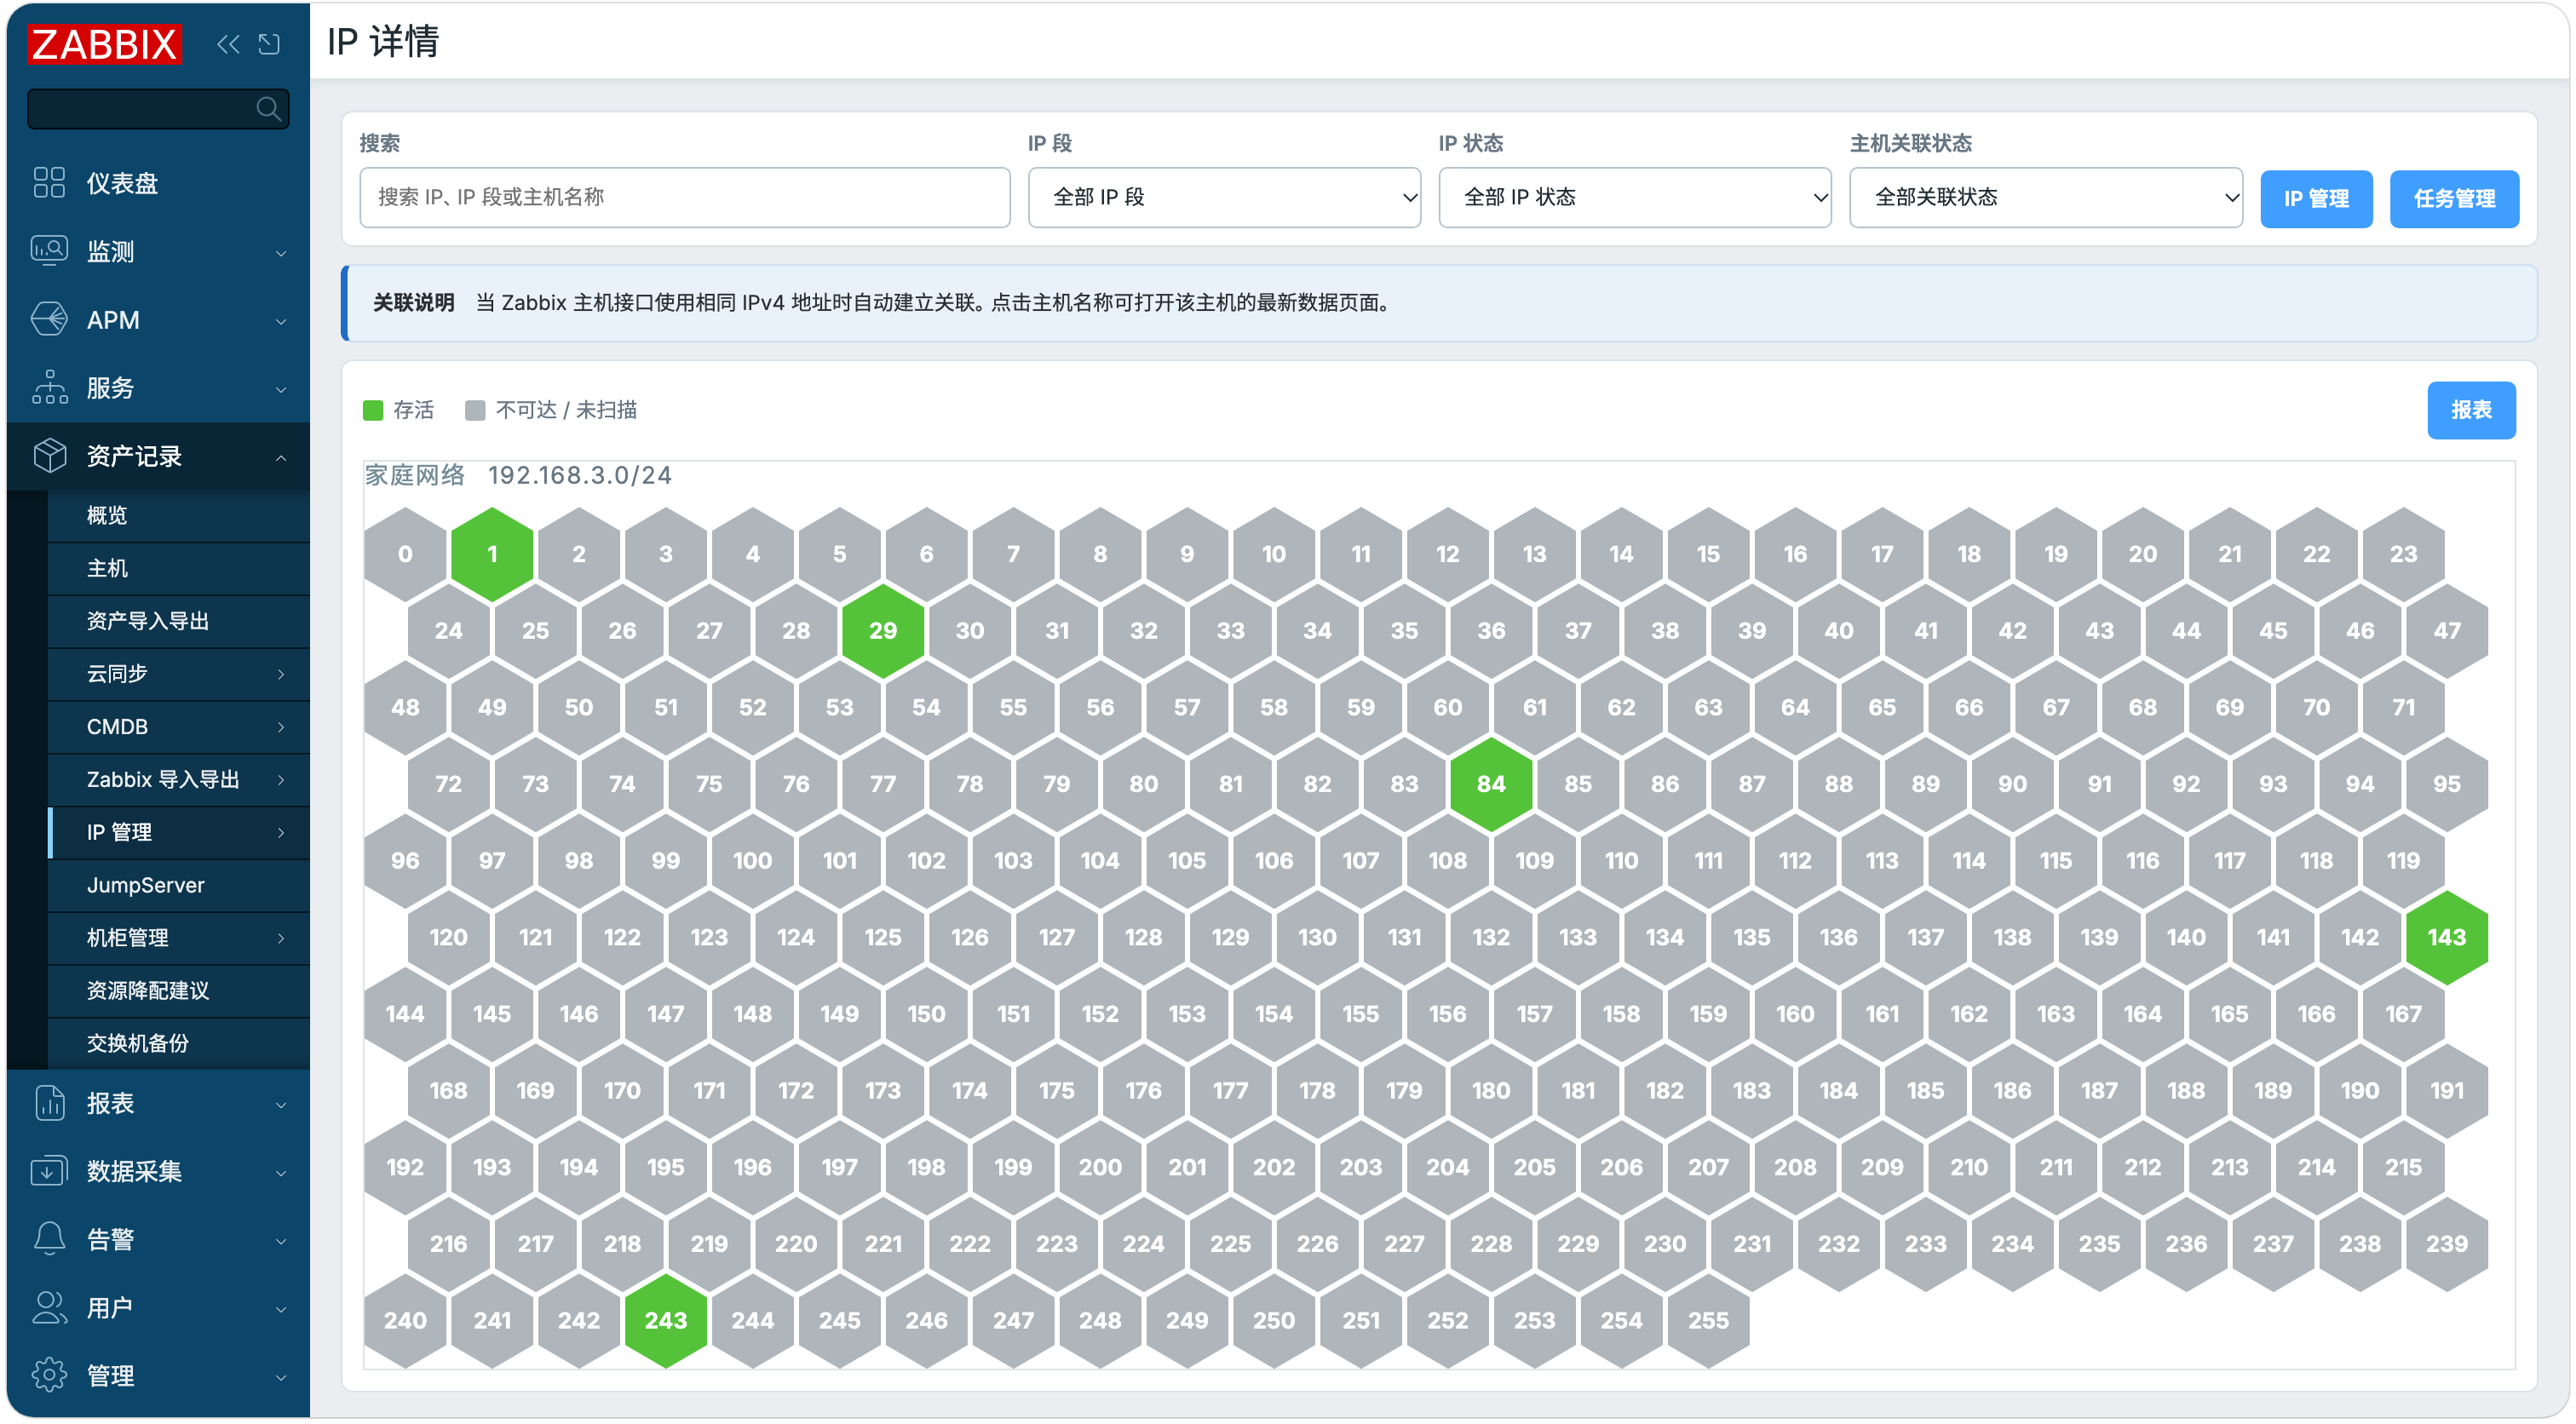 ZABBIX
仪表盘
监测
APM
服务
资产记录
概览
主机
资产导入导出
云同步
CMDB
Zabbix 导入导出
IP 管理
JumpServer
机柜管理
资源降配建议
交换机备份
报表
数据采集
告警
用户
管理
IP 详情
搜索 IP 段 IP 状态 主机关联状态
搜索 IP、IP 段或主机名称 全部 IP 段 全部 IP 状态 全部关联状态 IP 管理 任务管理
关联说明 当 Zabbix 主机接口使用相同 IPv4 地址时自动建立关联。点击主机名称可打开该主机的最新数据页面。
存活 不可达 / 未扫描 报表
家庭网络 192.168.3.0/24
0 1 2 3 4 5 6 7 8 9 10 11 12 13 14 15 16 17 18 19 20 21 22 23
24 25 26 27 28 29 30 31 32 33 34 35 36 37 38 39 40 41 42 43 44 45 46 47
48 49 50 51 52 53 54 55 56 57 58 59 60 61 62 63 64 65 66 67 68 69 70 71
72 73 74 75 76 77 78 79 80 81 82 83 84 85 86 87 88 89 90 91 92 93 94 95
96 97 98 99 100 101 102 103 104 105 106 107 108 109 110 111 112 113 114 115 116 117 118 119
120 121 122 123 124 125 126 127 128 129 130 131 132 133 134 135 136 137 138 139 140 141 142 143
144 145 146 147 148 149 150 151 152 153 154 155 156 157 158 159 160 161 162 163 164 165 166 167
168 169 170 171 172 173 174 175 176 177 178 179 180 181 182 183 184 185 186 187 188 189 190 191
192 193 194 195 196 197 198 199 200 201 202 203 204 205 206 207 208 209 210 211 212 213 214 215
216 217 218 219 220 221 222 223 224 225 226 227 228 229 230 231 232 233 234 235 236 237 238 239
240 241 242 243 244 245 246 247 248 249 250 251 252 253 254 255